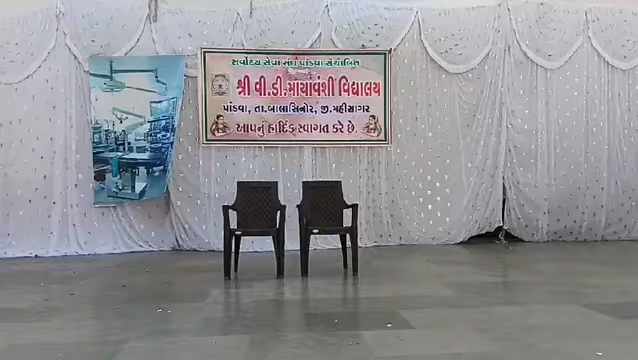 સર્વોદય સેવા સંઘ પાંડવા સંચાલિત
શ્રી વી.ડી.માયાવંશી વિદ્યાલય
પાંડવા, તા.બાલાસિનોર, જી.મહીસાગર
આપનું હાર્દિક સ્વાગત કરે છે.